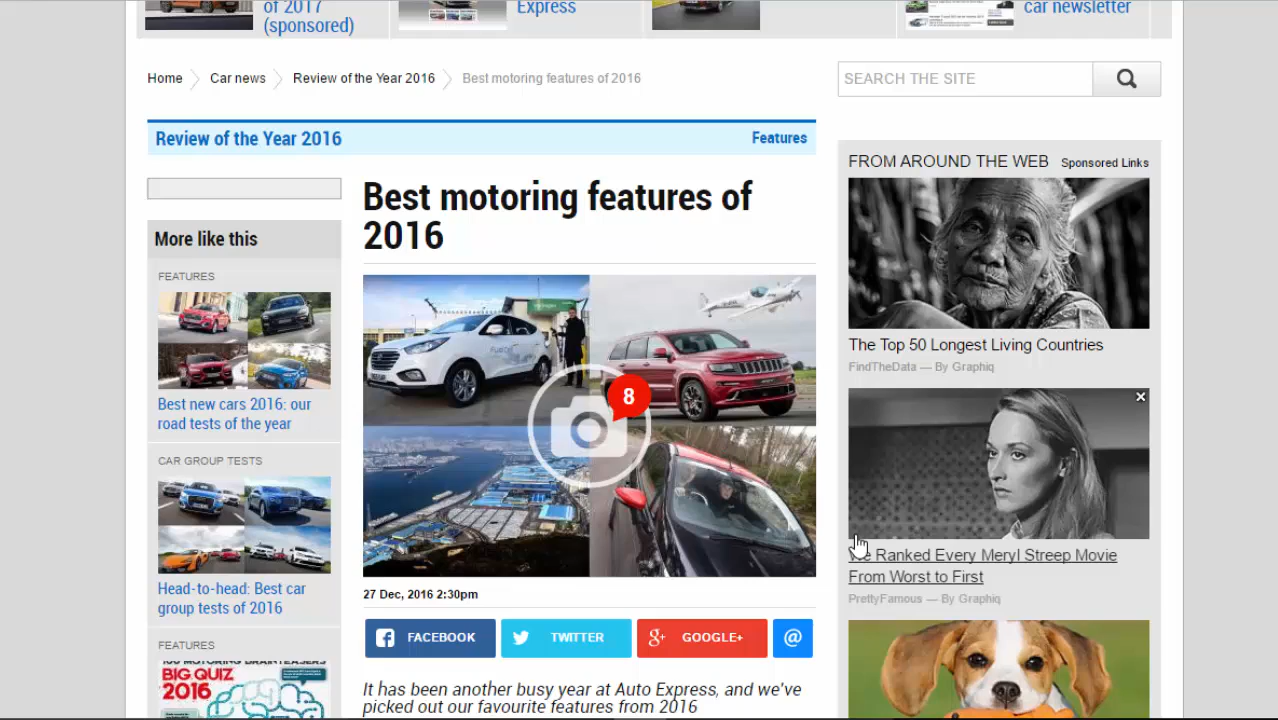 of 2017
(sponsored)
Express
car newsletter
Home
Car news
Review of the Year 2016
Best motoring features of 2016
SEARCH THE SITE
Review of the Year 2016
Features
More like this
FEATURES
Best new cars 2016: our
road tests of the year
CAR GROUP TESTS
Head-to-head: Best car
group tests of 2016
FEATURES
100 MOTORING BRAINTEASERS
BIG QUIZ
2016
Best motoring features of
2016
8
27 Dec, 2016 2:30pm
FACEBOOK
TWITTER
GOOGLE+
@
It has been another busy year at Auto Express, and we've
picked out our favourite features from 2016
FROM AROUND THE WEB
Sponsored Links
The Top 50 Longest Living Countries
FindTheData — By Graphiq
We Ranked Every Meryl Streep Movie
From Worst to First
PrettyFamous — By Graphiq